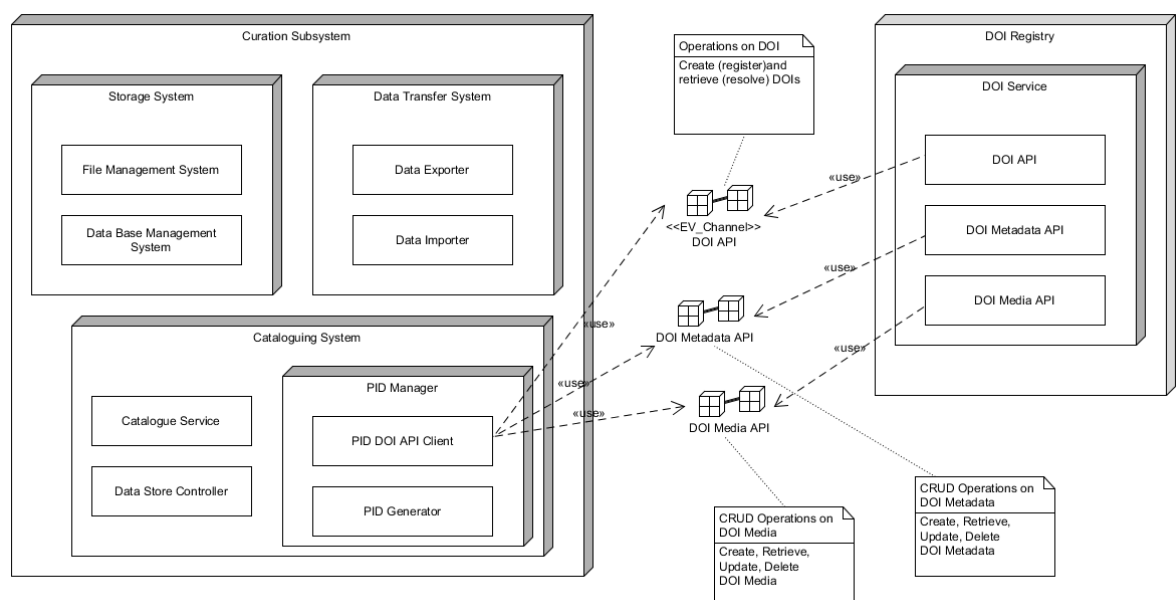 Curation Subsystem
Storage System
File Management System
Data Base Management
System
Data Transfer System
Data Exporter
Data Importer
Cataloguing System
Catalogue Service
Data Store Controller
PID Manager
PID DOI API Client
PID Generator
Operations on DOI
Create (register)and
retrieve (resolve) DOIs
<<EV_Channel>>
DOI API
DOI Metadata API
DOI Media API
«use»
«use»
«use»
«use»
«use»
«use»
DOI Registry
DOI Service
DOI API
DOI Metadata API
DOI Media API
CRUD Operations on
DOI Media
Create, Retrieve,
Update, Delete
DOI Media
CRUD Operations on
DOI Metadata
Create, Retrieve,
Update, Delete
DOI Metadata